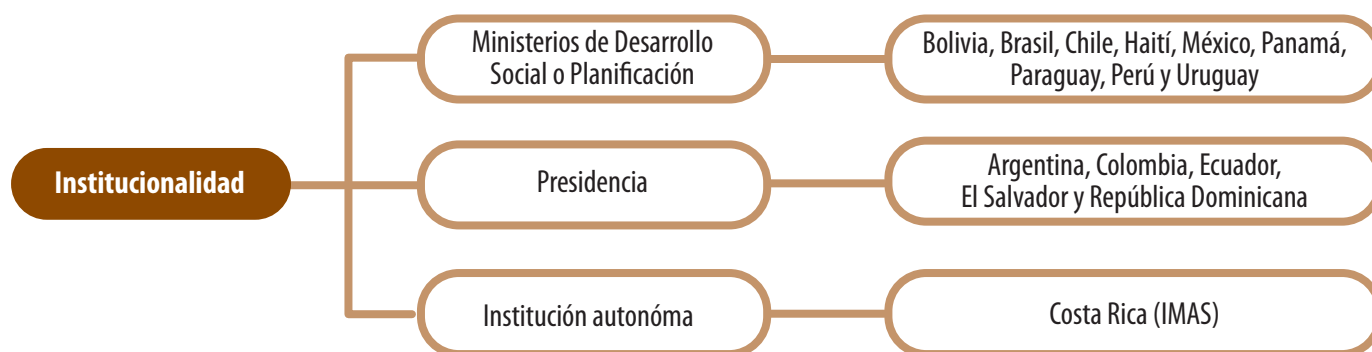 Institucionalidad
Ministerios de Desarrollo
Social o Planificación
Bolivia, Brasil, Chile, Haití, México, Panamá,
Paraguay, Perú y Uruguay
Presidencia
Argentina, Colombia, Ecuador,
El Salvador y República Dominicana
Institución autonóma
Costa Rica (IMAS)